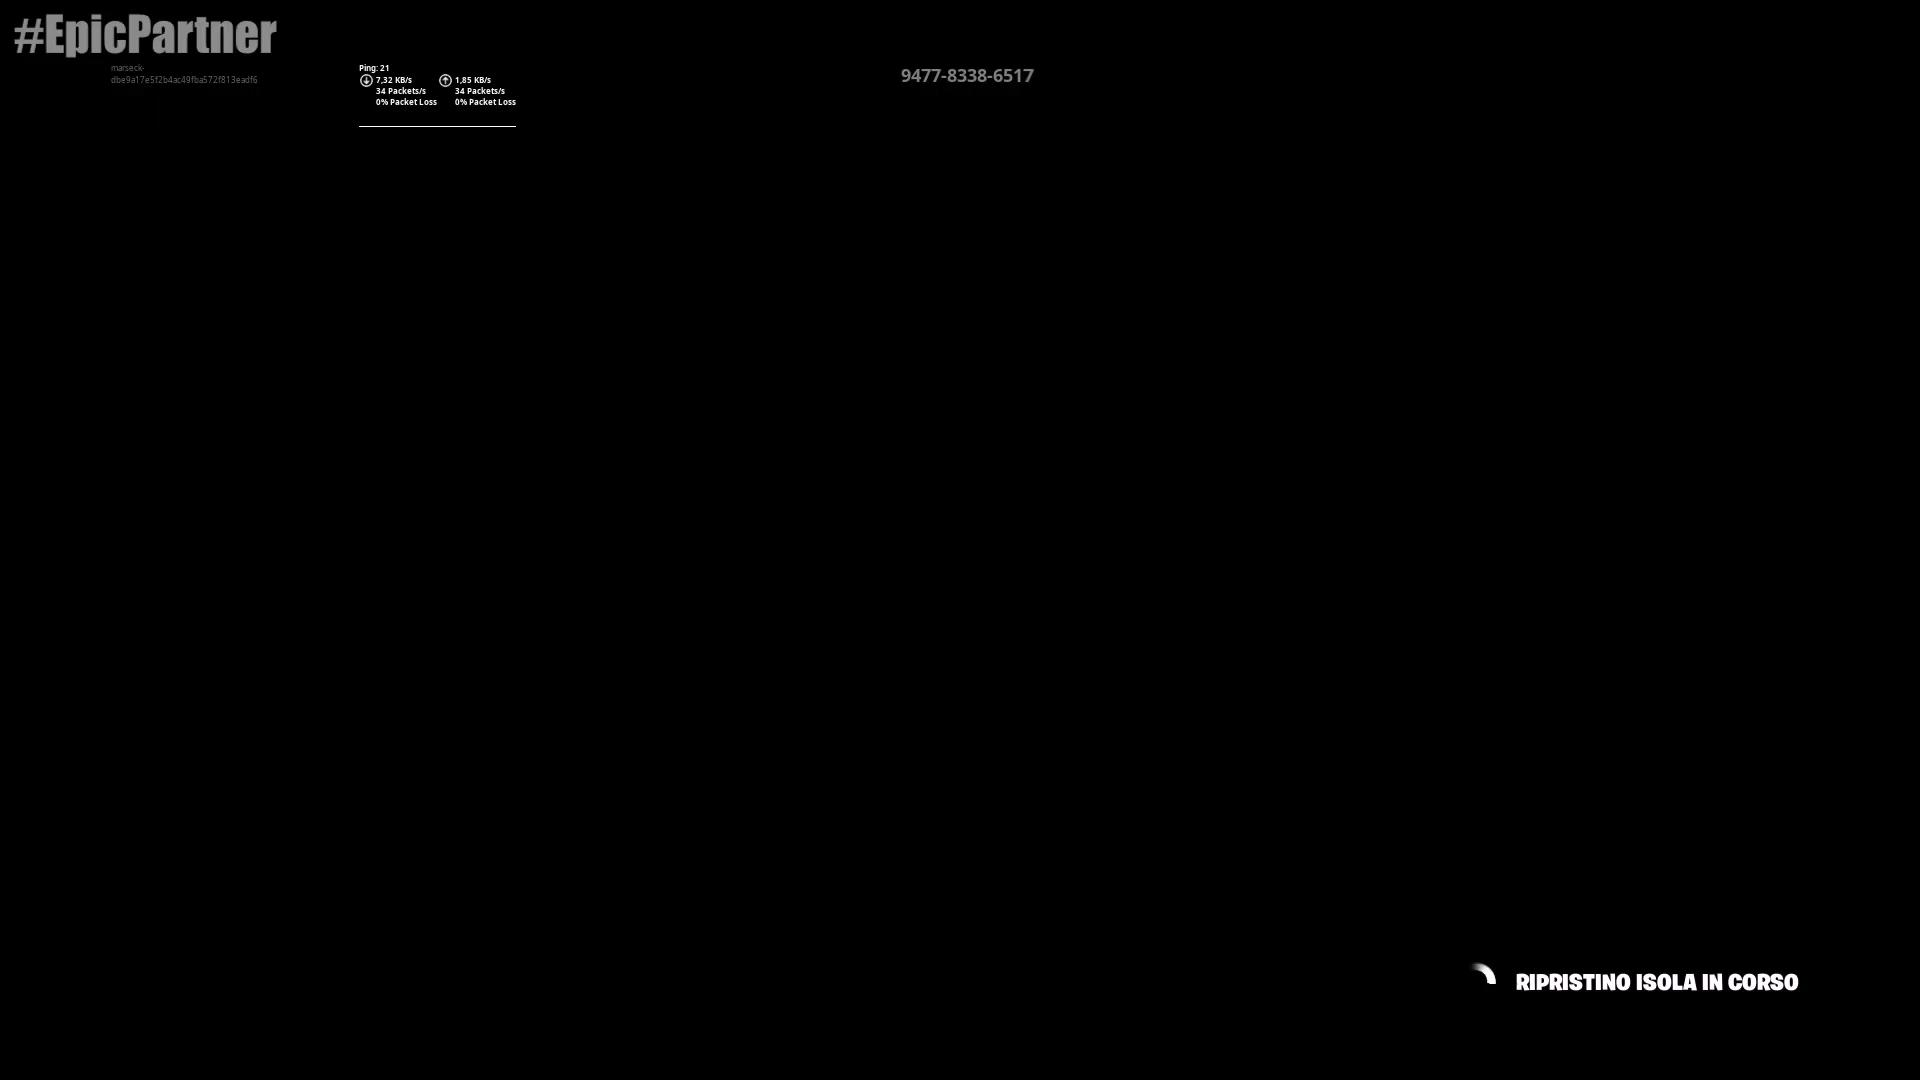 #EpicPartner
marseck-
dbe9a17e5f2b4ac49fba572f813eadf6
Ping: 21
7,32 KB/s 1,85 KB/s
34 Packets/s 34 Packets/s
0% Packet Loss 0% Packet Loss
9477-8338-6517
RIPRISTINO ISOLA IN CORSO